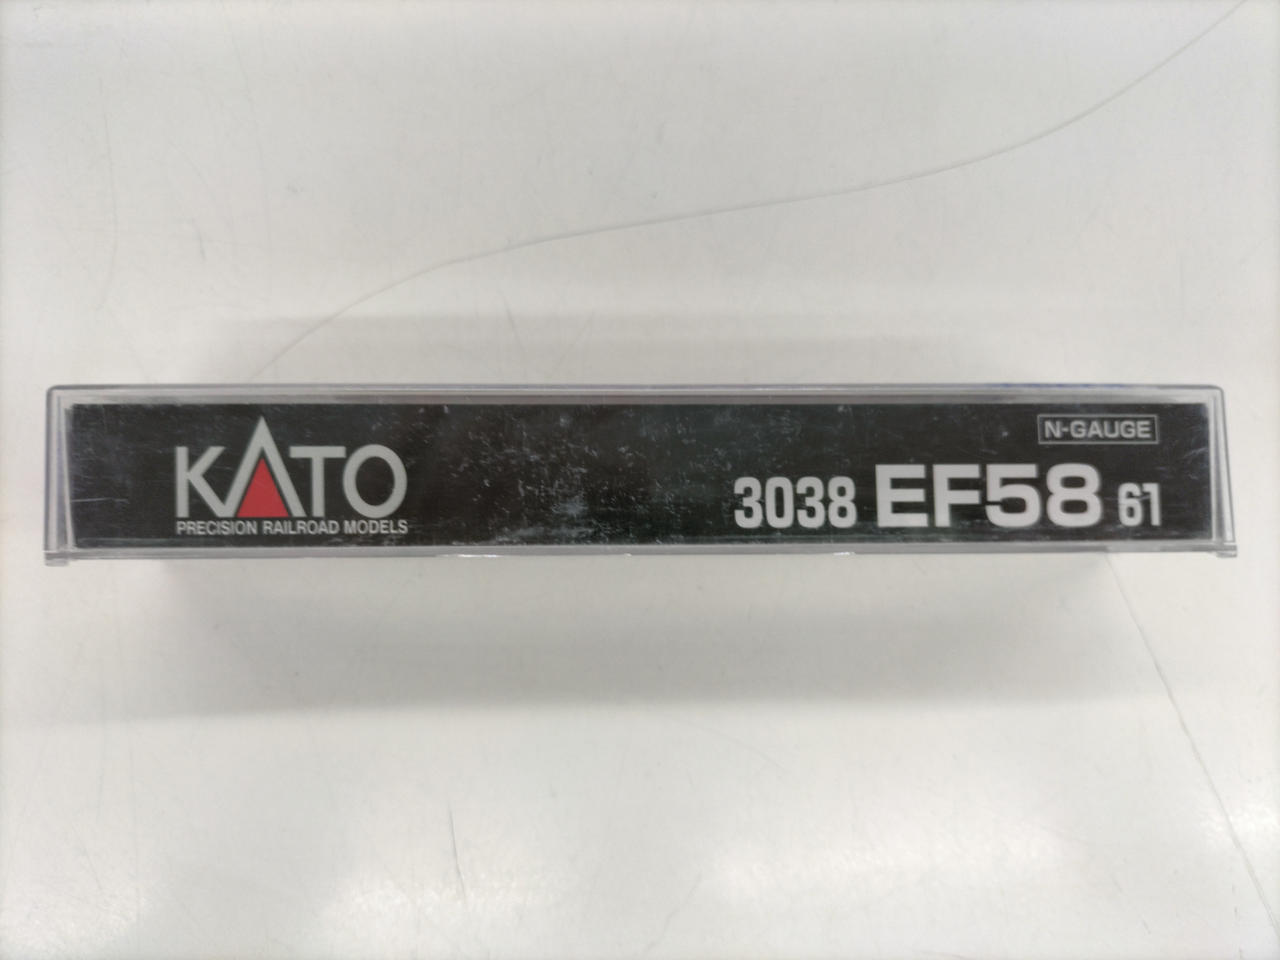 KATO
PRECISION RAILROAD MODELS
N-GAUGE
3038 EF58 61